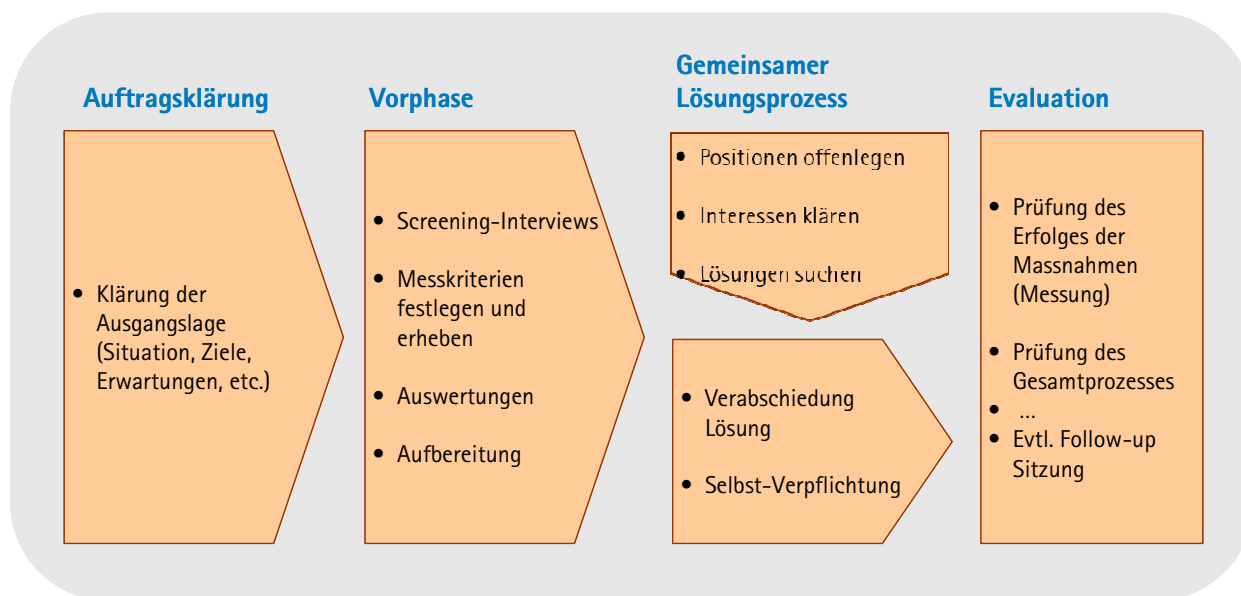 Auftragsklärung
• Klärung der
Ausgangslage
(Situation, Ziele,
Erwartungen, etc.)
Vorphase
• Screening-Interviews
• Messkriterien
festlegen und
erheben
• Auswertungen
• Aufbereitung
Gemeinsamer
Lösungsprozess
• Positionen offenlegen
• Interessen klären
• Lösungen suchen
• Verabschiedung
Lösung
• Selbst-Verpflichtung
Evaluation
• Prüfung des
Erfolges der
Massnahmen
(Messung)
• Prüfung des
Gesamtprozesses
• ...
• Evtl. Follow-up
Sitzung